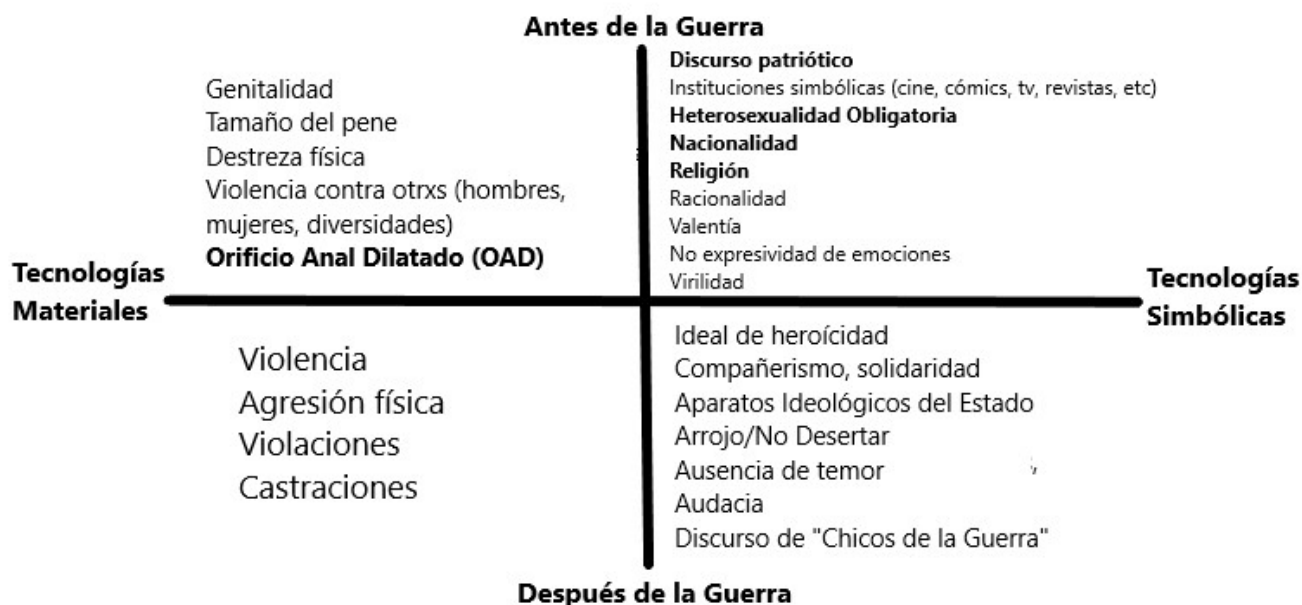 Antes de la Guerra
Genitalidad
Tamaño del pene
Destreza física
Violencia contra otrxs (hombres,
mujeres, diversidades)
Orificio Anal Dilatado (OAD)
Discurso patriótico
Instituciones simbólicas (cine, cómics, tv, revistas, etc)
Heterosexualidad Obligatoria
Nacionalidad
Religión
Racionalidad
Valentía
No expresividad de emociones
Virilidad
Tecnologías
Materiales
Tecnologías
Simbólicas
Violencia
Agresión física
Violaciones
Castraciones
Ideal de heroícidad
Compañerismo, solidaridad
Aparatos Ideológicos del Estado
Arrojo/No Desertar
Ausencia de temor
Audacia
Discurso de "Chicos de la Guerra"
Después de la Guerra